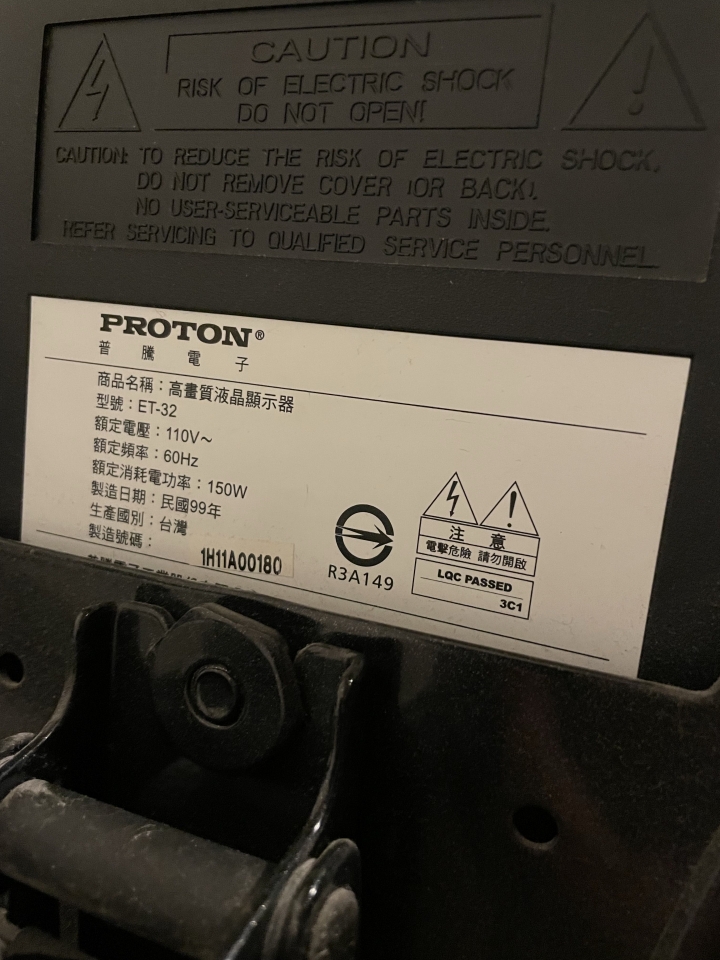 CAUTION
RISK OF ELECTRIC SHOCK
DO NOT OPEN!
CAUTION: TO REDUCE THE RISK OF ELECTRIC SHOCK,
DO NOT REMOVE COVER (OR BACK).
NO USER-SERVICEABLE PARTS INSIDE.
REFER SERVICING TO QUALIFIED SERVICE PERSONNEL
PROTON®
普騰電子
商品名稱：高畫質液晶顯示器
型號：ET-32
額定電壓：110V～
額定頻率：60Hz
額定消耗電功率：150W
製造日期：民國99年
生產國別：台灣
製造號碼：
1H11A00180
R3A149
注意
電擊危險 請勿開啟
LQC PASSED
3C1